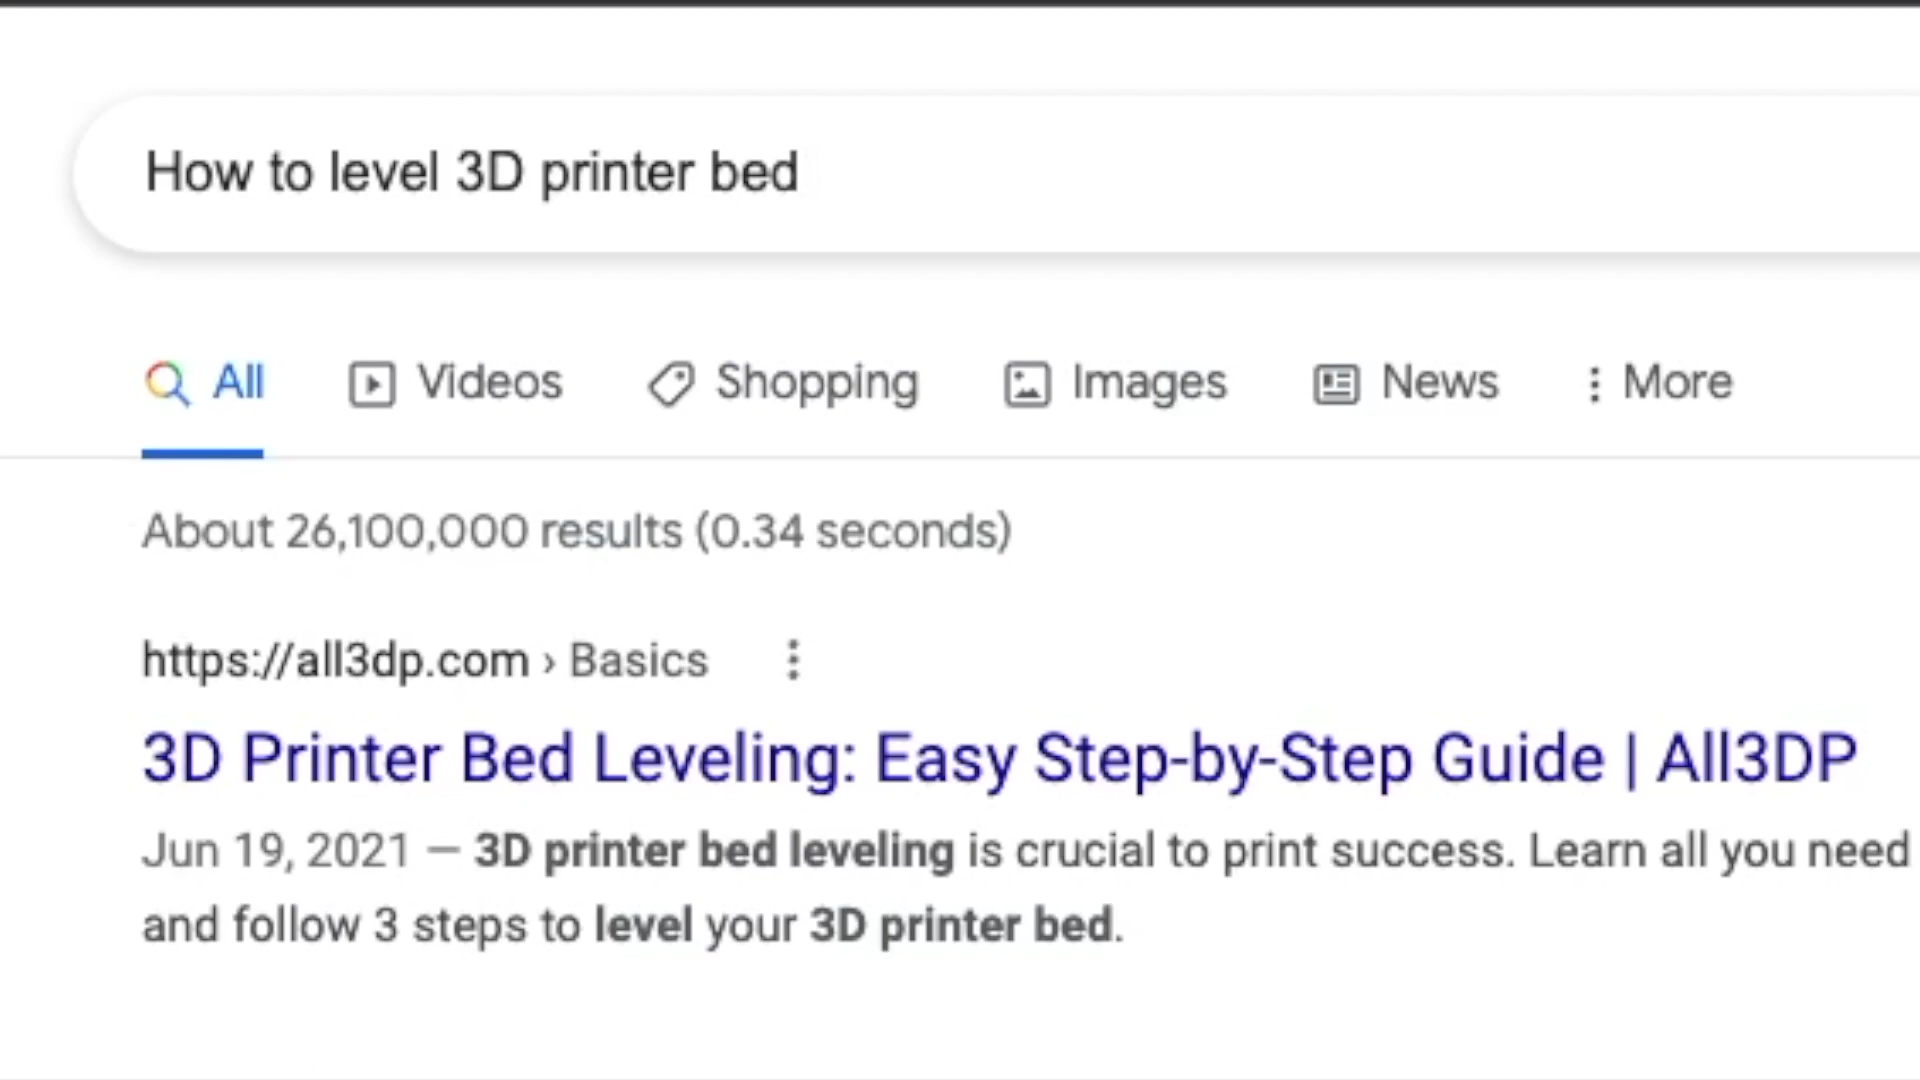 How to level 3D printer bed
All Videos Shopping Images News More
About 26,100,000 results (0.34 seconds)
https://all3dp.com › Basics
3D Printer Bed Leveling: Easy Step-by-Step Guide | All3DP
Jun 19, 2021 — 3D printer bed leveling is crucial to print success. Learn all you need
and follow 3 steps to level your 3D printer bed.